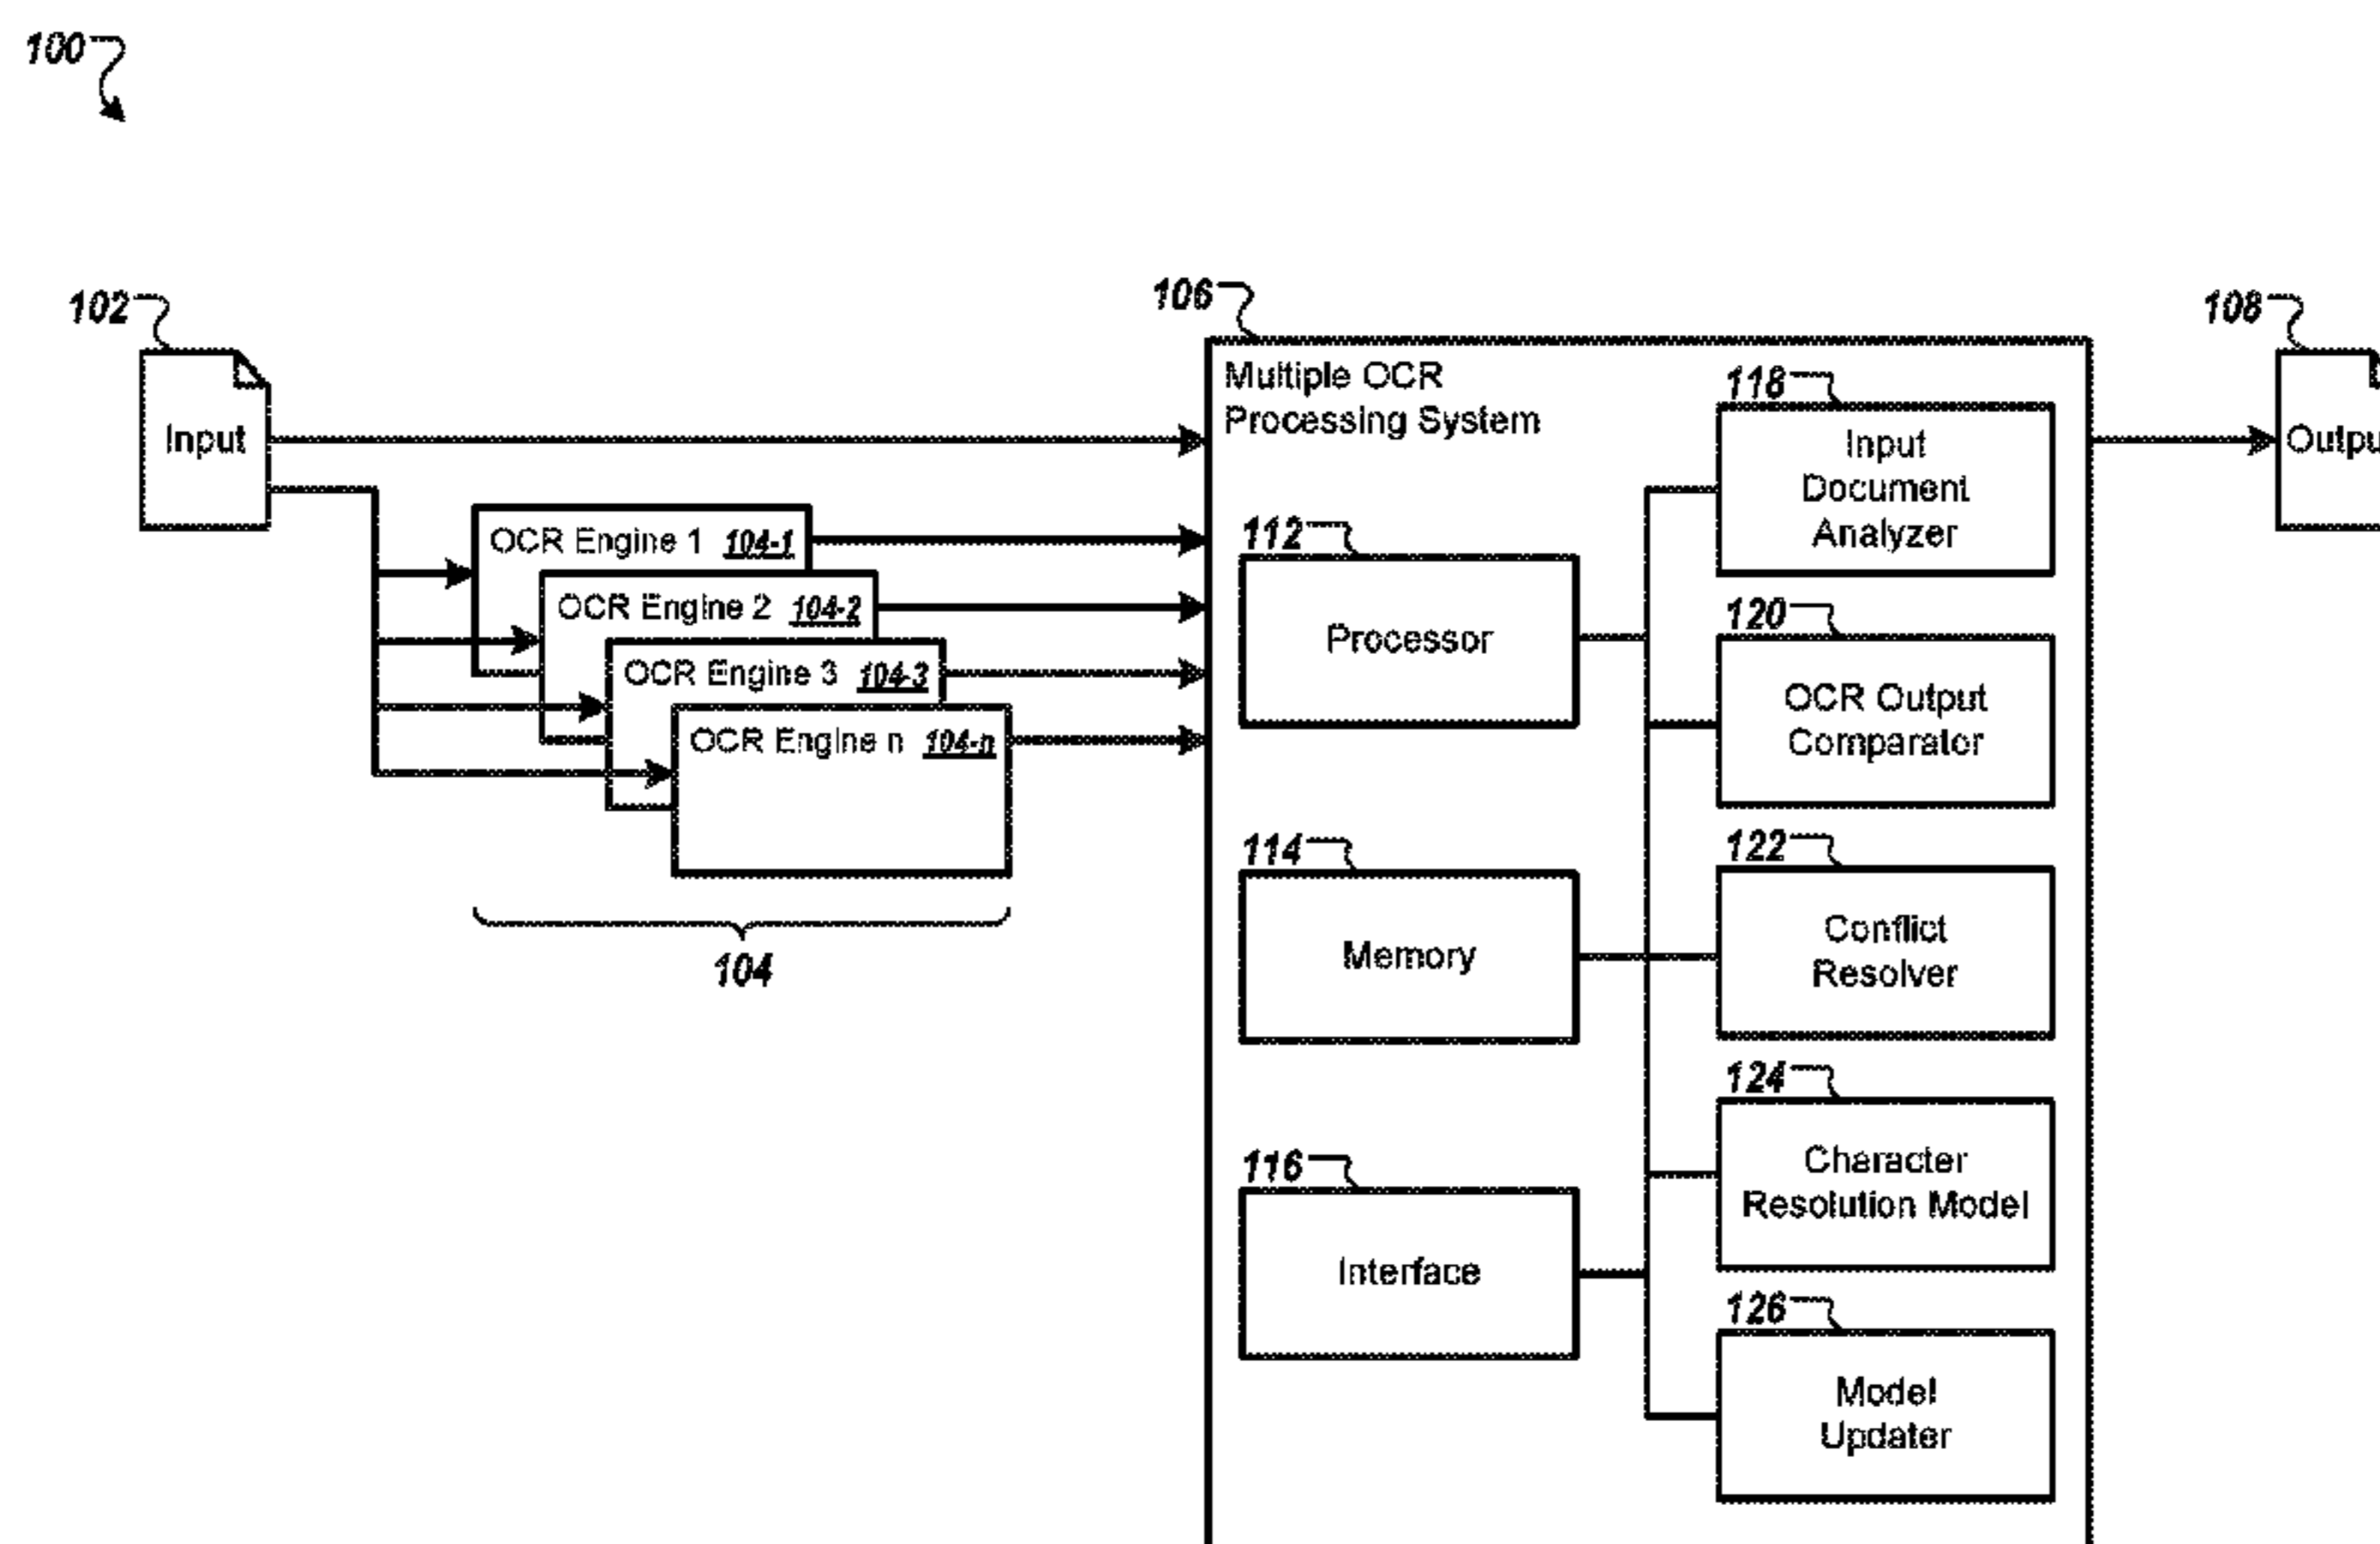 100
102
Input
OCR Engine 1 104-1
OCR Engine 2 104-2
OCR Engine 3 104-3
OCR Engine n 104-n
104
106
Multiple OCR
Processing System
112
Processor
114
Memory
116
Interface
118
Input
Document
Analyzer
120
OCR Output
Comparator
122
Conflict
Resolver
124
Character
Resolution Model
126
Model
Updater
108
Outpu